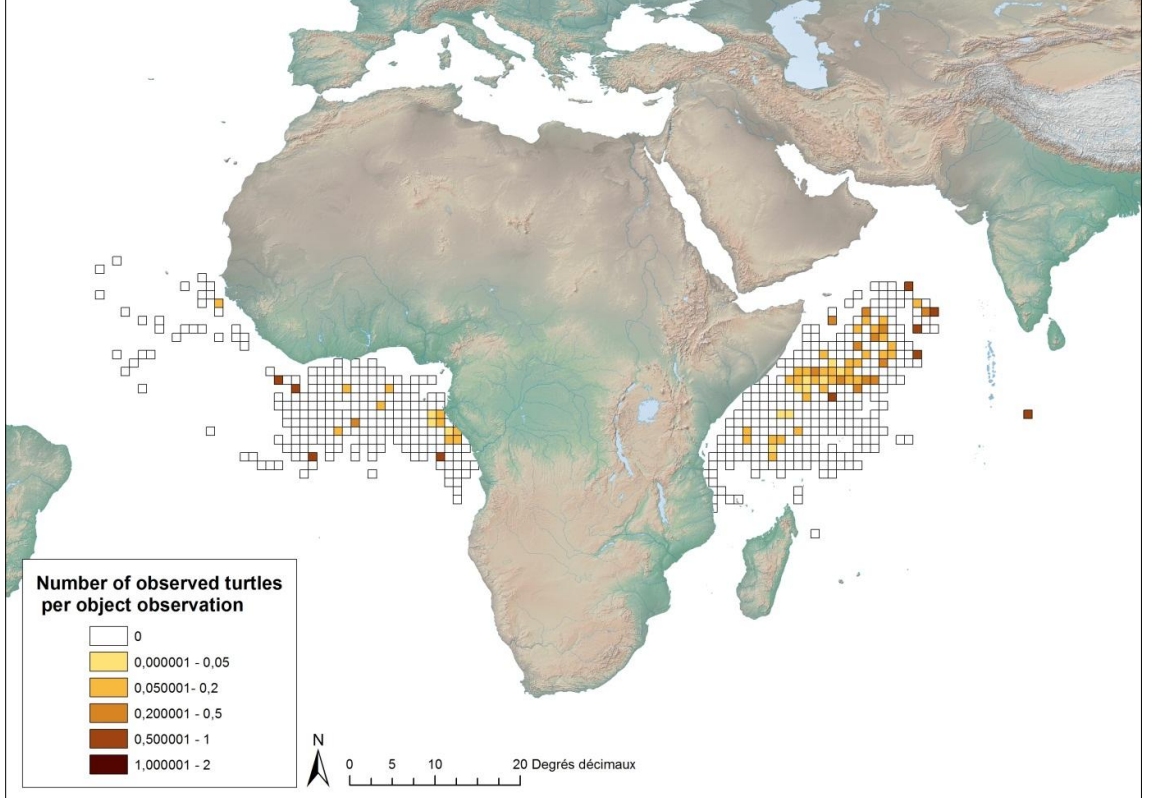 Number of observed turtles
per object observation
0
0,000001 - 0,05
0,050001- 0,2
0,200001 - 0,5
0,500001 - 1
1,000001 - 2
N
0 5 10 20 Degrés décimaux